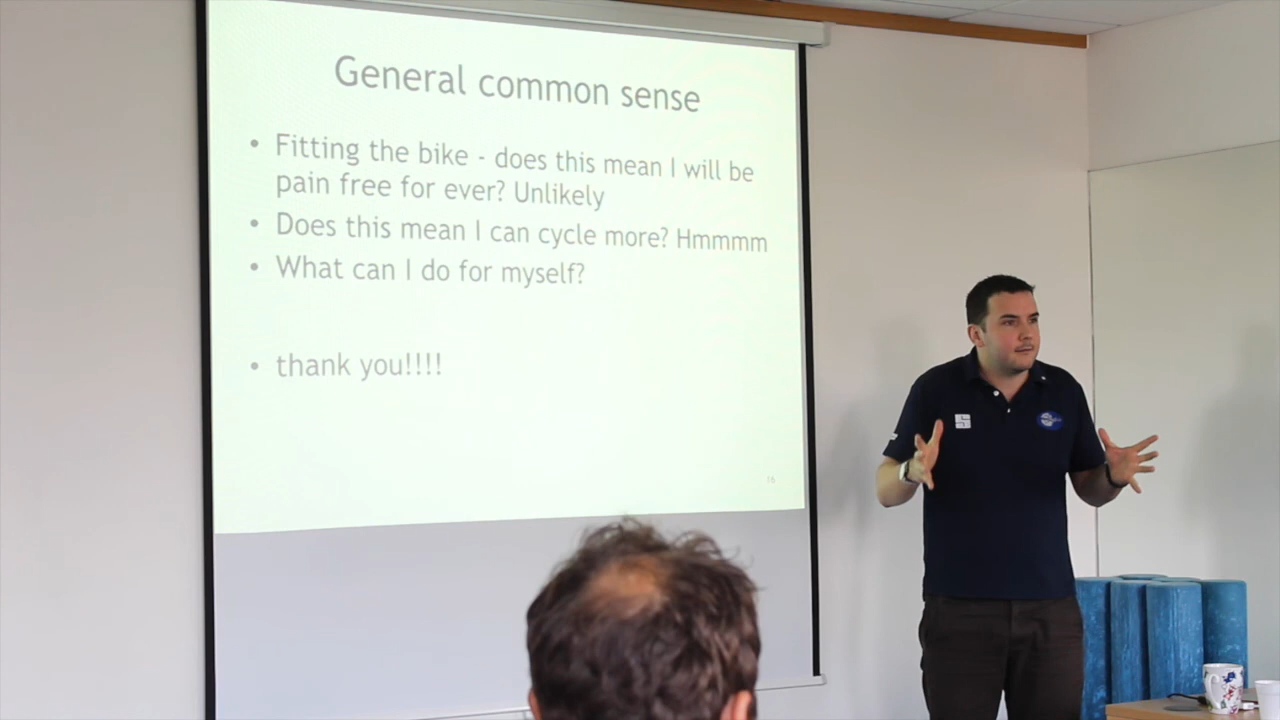 General common sense
• Fitting the bike - does this mean I will be
pain free for ever? Unlikely
• Does this mean I can cycle more? Hmmmm
• What can I do for myself?
• thank you!!!!
16